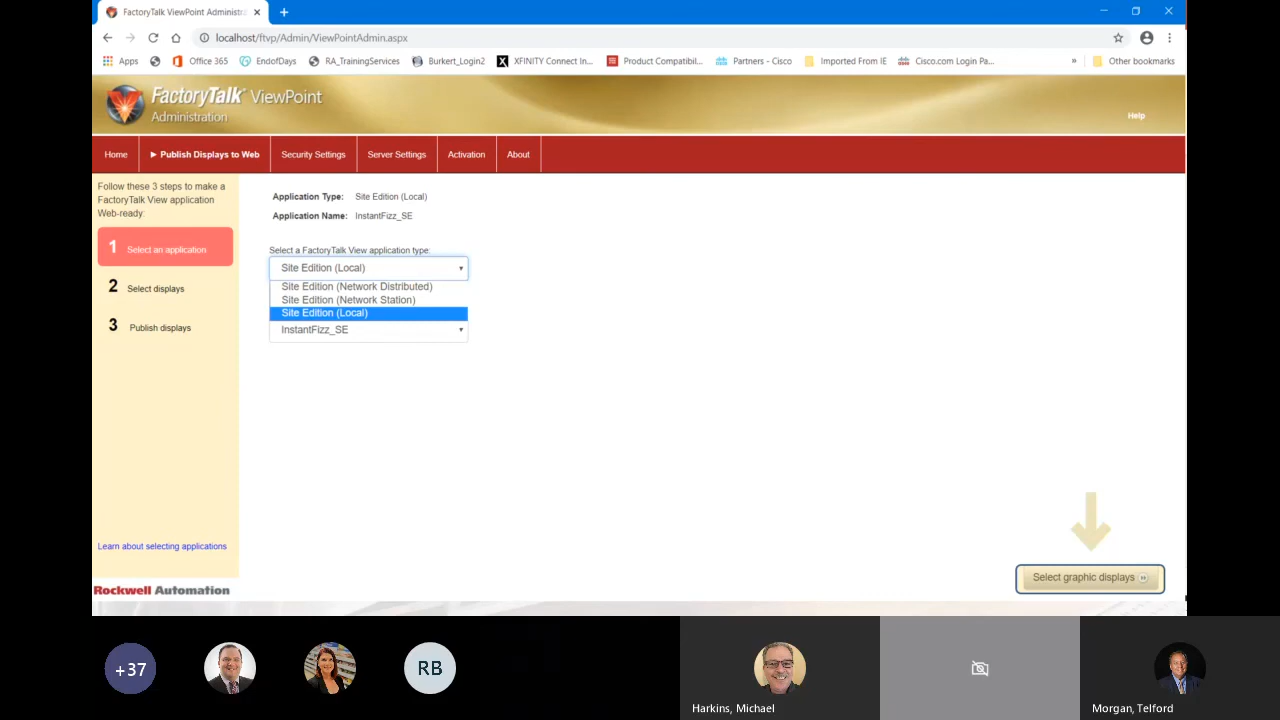 FactoryTalk ViewPoint Administra
localhost/ftvp/Admin/ViewPointAdmin.aspx
Apps Office 365 EndofDays RA_TrainingServices Burkert_Login2 XFINITY Connect In... Product Compatibil... Partners - Cisco Imported From IE Cisco.com Login Pa... » Other bookmarks
FactoryTalk ViewPoint
Administration
Help
Home ► Publish Displays to Web Security Settings Server Settings Activation About
Follow these 3 steps to make a
FactoryTalk View application
Web-ready:
1 Select an application
2 Select displays
3 Publish displays
Learn about selecting applications
Rockwell Automation
Application Type: Site Edition (Local)
Application Name: InstantFizz_SE
Select a FactoryTalk View application type:
Site Edition (Local)
Site Edition (Network Distributed)
Site Edition (Network Station)
Site Edition (Local)
InstantFizz_SE
Select graphic displays
+37
RB
Harkins, Michael
Morgan, Telford